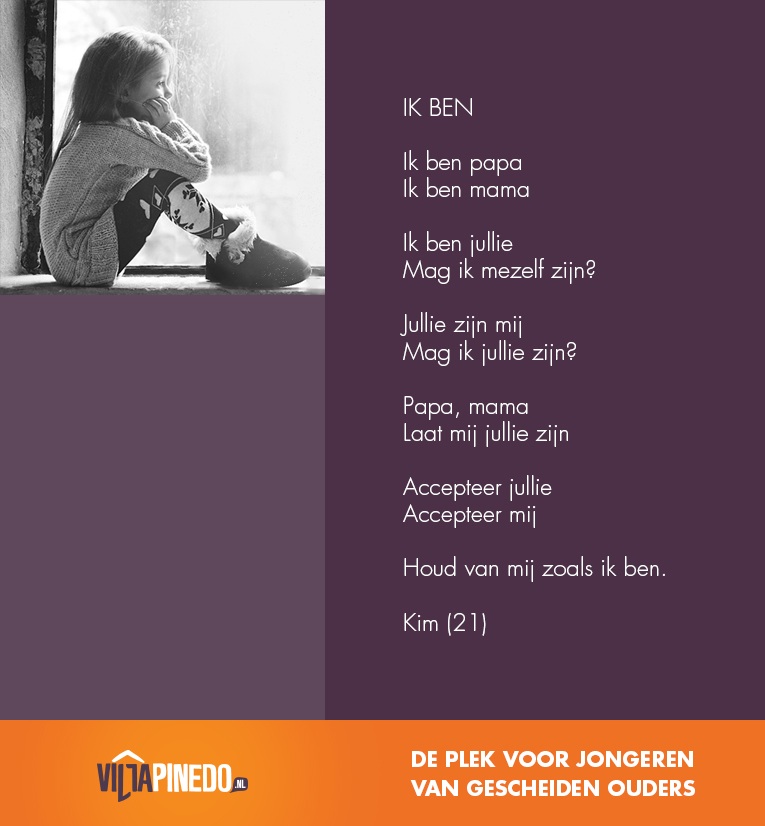 IK BEN
Ik ben papa
Ik ben mama
Ik ben jullie
Mag ik mezelf zijn?
Jullie zijn mij
Mag ik jullie zijn?
Papa, mama
Laat mij jullie zijn
Accepteer jullie
Accepteer mij
Houd van mij zoals ik ben.
Kim (21)
VILLAPINEDO.NL
DE PLEK VOOR JONGEREN
VAN GESCHEIDEN OUDERS